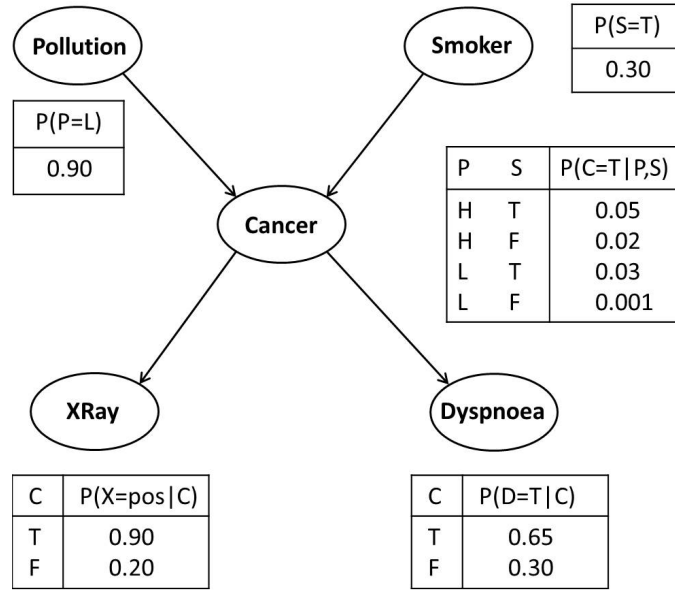 Pollution
Smoker
P(S=T)
0.30
P(P=L)
0.90
P S P(C=T|P,S)
H T 0.05
H F 0.02
L T 0.03
L F 0.001
Cancer
XRay
Dyspnoea
C P(X=pos|C)
T 0.90
F 0.20
C P(D=T|C)
T 0.65
F 0.30